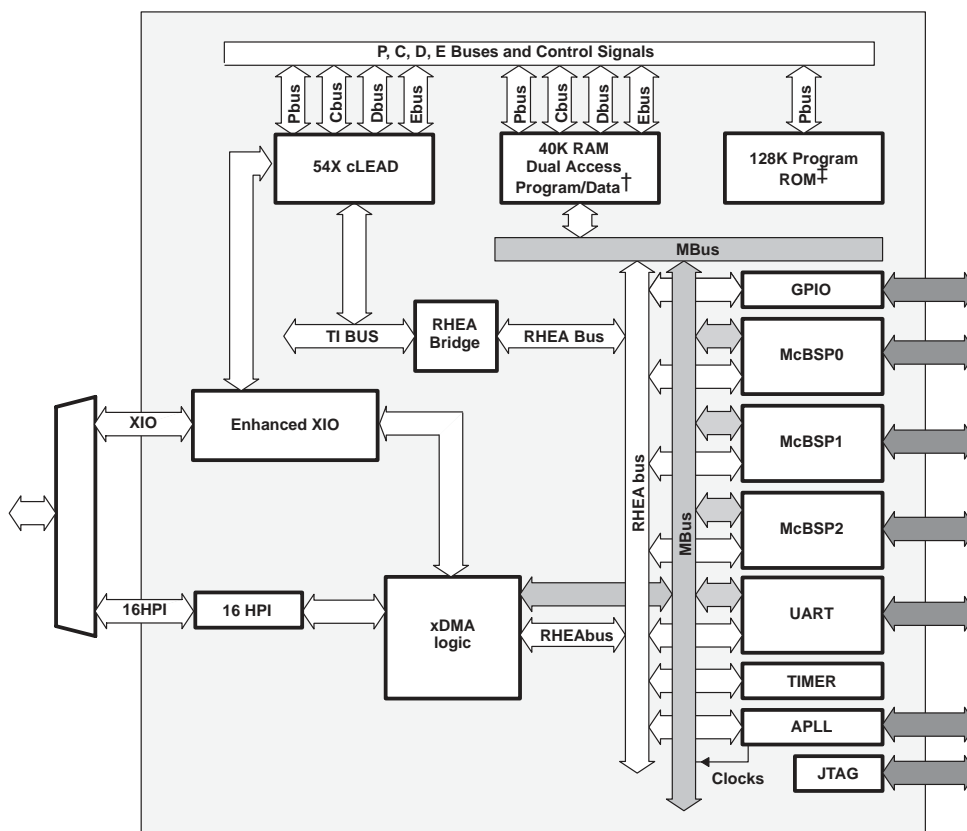 P, C, D, E Buses and Control Signals
Pbus
Cbus
Dbus
Ebus
Pbus
Cbus
Dbus
Ebus
Pbus
54X cLEAD
40K RAM
Dual Access
Program/Data†
128K Program
ROM‡
MBus
GPIO
TI BUS
RHEA
Bridge
RHEA Bus
McBSP0
XIO
Enhanced XIO
McBSP1
RHEA bus
MBus
McBSP2
16HPI
16 HPI
xDMA
logic
RHEAbus
UART
TIMER
APLL
Clocks
JTAG